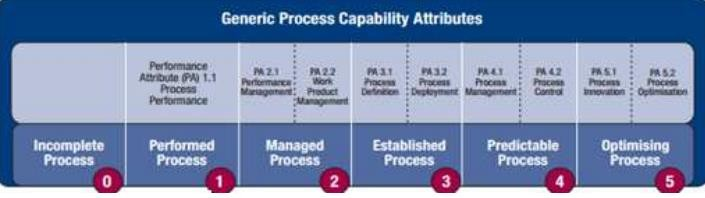 Generic Process Capability Attributes
Performance
Attribute (PA) 1.1
Process
Performance
PA 2.1
Performance
Management
PA 2.2
Work
Product
Management
PA 3.1
Process
Definition
PA 3.2
Process
Deployment
PA 4.1
Process
Management
PA 4.2
Process
Control
PA 5.1
Process
Innovation
PA 5.2
Process
Optimisation
Incomplete
Process
0
Performed
Process
1
Managed
Process
2
Established
Process
3
Predictable
Process
4
Optimising
Process
5